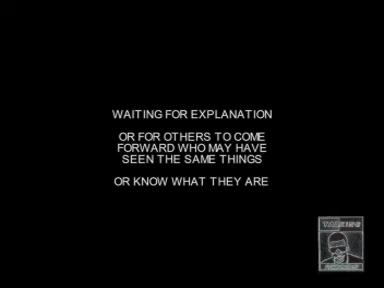 WAITING FOR EXPLANATION
OR FOR OTHERS TO COME
FORWARD WHO MAY HAVE
SEEN THE SAME THINGS
OR KNOW WHAT THEY ARE